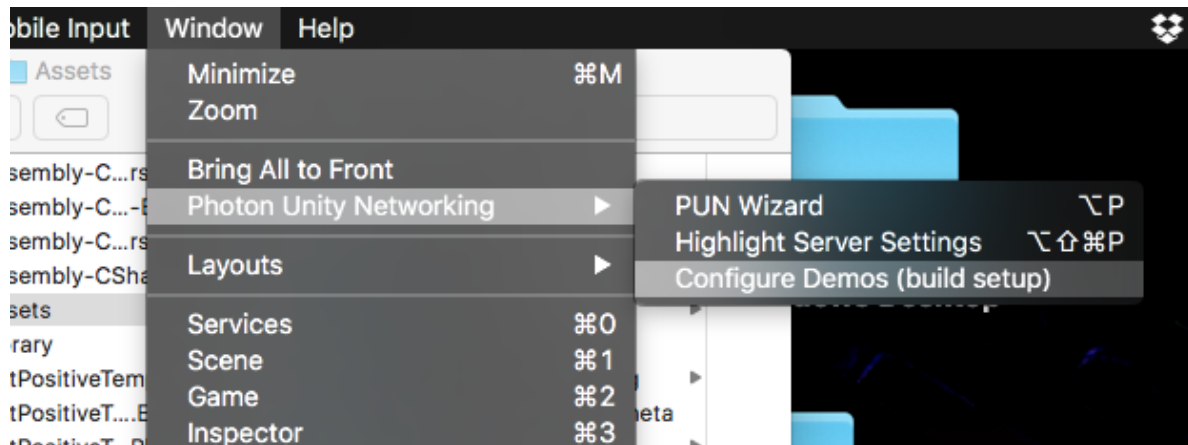 obile Input Window Help
Assets
Minimize ⌘M
Zoom
Bring All to Front
Photon Unity Networking ▶
PUN Wizard ⌥P
Highlight Server Settings ⌥⇧⌘P
Configure Demos (build setup)
Layouts ▶
Services ⌘0
Scene ⌘1
Game ⌘2
Inspector ⌘3
sembly-C...rs
sembly-C...-E
sembly-C...rs
sembly-CSha
sets
rary
tPositiveTem
tPositiveT....E
eta